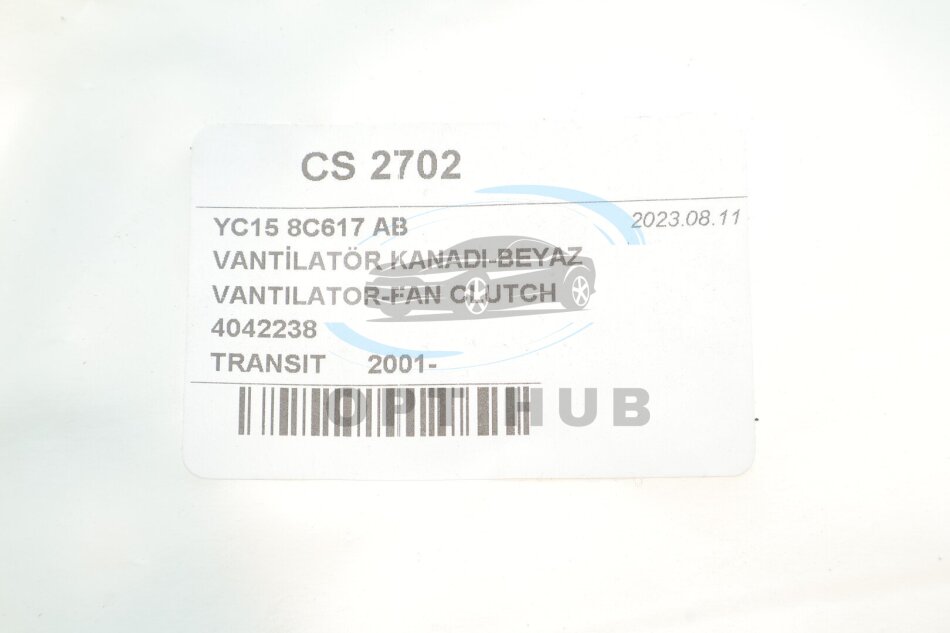 CS 2702
2023.08.11
YC15 8C617 AB
VANTİLATÖR KANADI-BEYAZ
VANTILATOR-FAN CLUTCH
4042238
TRANSIT 2001-
OPT HUB